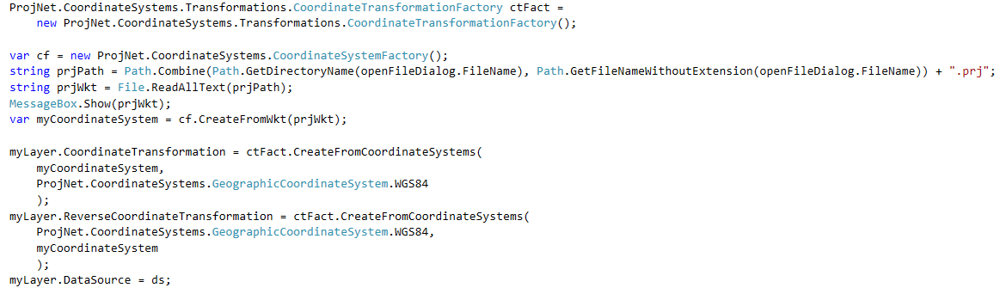 ProjNet.CoordinateSystems.Transformations.CoordinateTransformationFactory ctFact =
    new ProjNet.CoordinateSystems.Transformations.CoordinateTransformationFactory();

var cf = new ProjNet.CoordinateSystems.CoordinateSystemFactory();
string prjPath = Path.Combine(Path.GetDirectoryName(openFileDialog.FileName), Path.GetFileNameWithoutExtension(openFileDialog.FileName)) + ".prj";
string prjWkt = File.ReadAllText(prjPath);
MessageBox.Show(prjWkt);
var myCoordinateSystem = cf.CreateFromWkt(prjWkt);

myLayer.CoordinateTransformation = ctFact.CreateFromCoordinateSystems(
    myCoordinateSystem,
    ProjNet.CoordinateSystems.GeographicCoordinateSystem.WGS84
    );
myLayer.ReverseCoordinateTransformation = ctFact.CreateFromCoordinateSystems(
    ProjNet.CoordinateSystems.GeographicCoordinateSystem.WGS84,
    myCoordinateSystem
    );
myLayer.DataSource = ds;